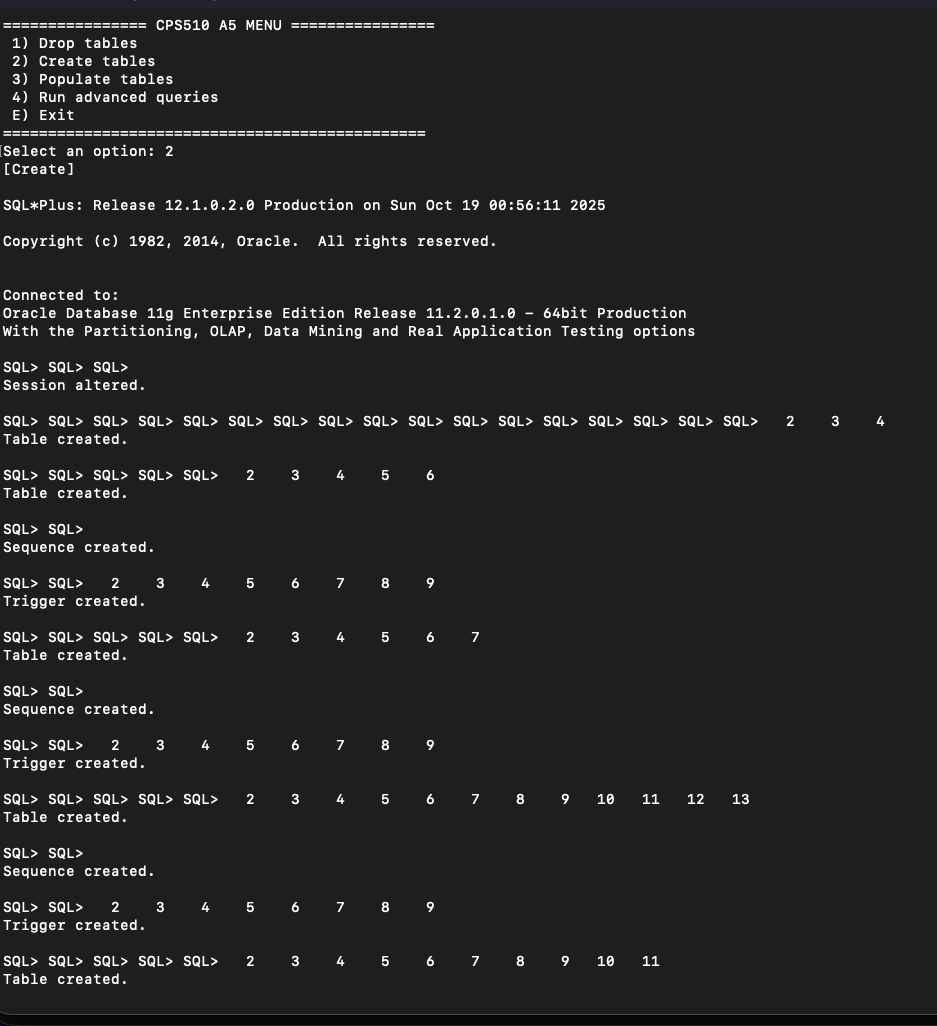 ================ CPS510 A5 MENU ================
 1) Drop tables
 2) Create tables
 3) Populate tables
 4) Run advanced queries
 E) Exit
===============================================
Select an option: 2
[Create]

SQL*Plus: Release 12.1.0.2.0 Production on Sun Oct 19 00:56:11 2025

Copyright (c) 1982, 2014, Oracle.  All rights reserved.


Connected to:
Oracle Database 11g Enterprise Edition Release 11.2.0.1.0 - 64bit Production
With the Partitioning, OLAP, Data Mining and Real Application Testing options

SQL> SQL> SQL>
Session altered.

SQL> SQL> SQL> SQL> SQL> SQL> SQL> SQL> SQL> SQL> SQL> SQL> SQL> SQL> SQL> SQL> SQL>   2    3    4
Table created.

SQL> SQL> SQL> SQL> SQL>   2    3    4    5    6
Table created.

SQL> SQL>
Sequence created.

SQL> SQL>   2    3    4    5    6    7    8    9
Trigger created.

SQL> SQL> SQL> SQL> SQL>   2    3    4    5    6    7
Table created.

SQL> SQL>
Sequence created.

SQL> SQL>   2    3    4    5    6    7    8    9
Trigger created.

SQL> SQL> SQL> SQL> SQL>   2    3    4    5    6    7    8    9   10   11   12   13
Table created.

SQL> SQL>
Sequence created.

SQL> SQL>   2    3    4    5    6    7    8    9
Trigger created.

SQL> SQL> SQL> SQL> SQL>   2    3    4    5    6    7    8    9   10   11
Table created.